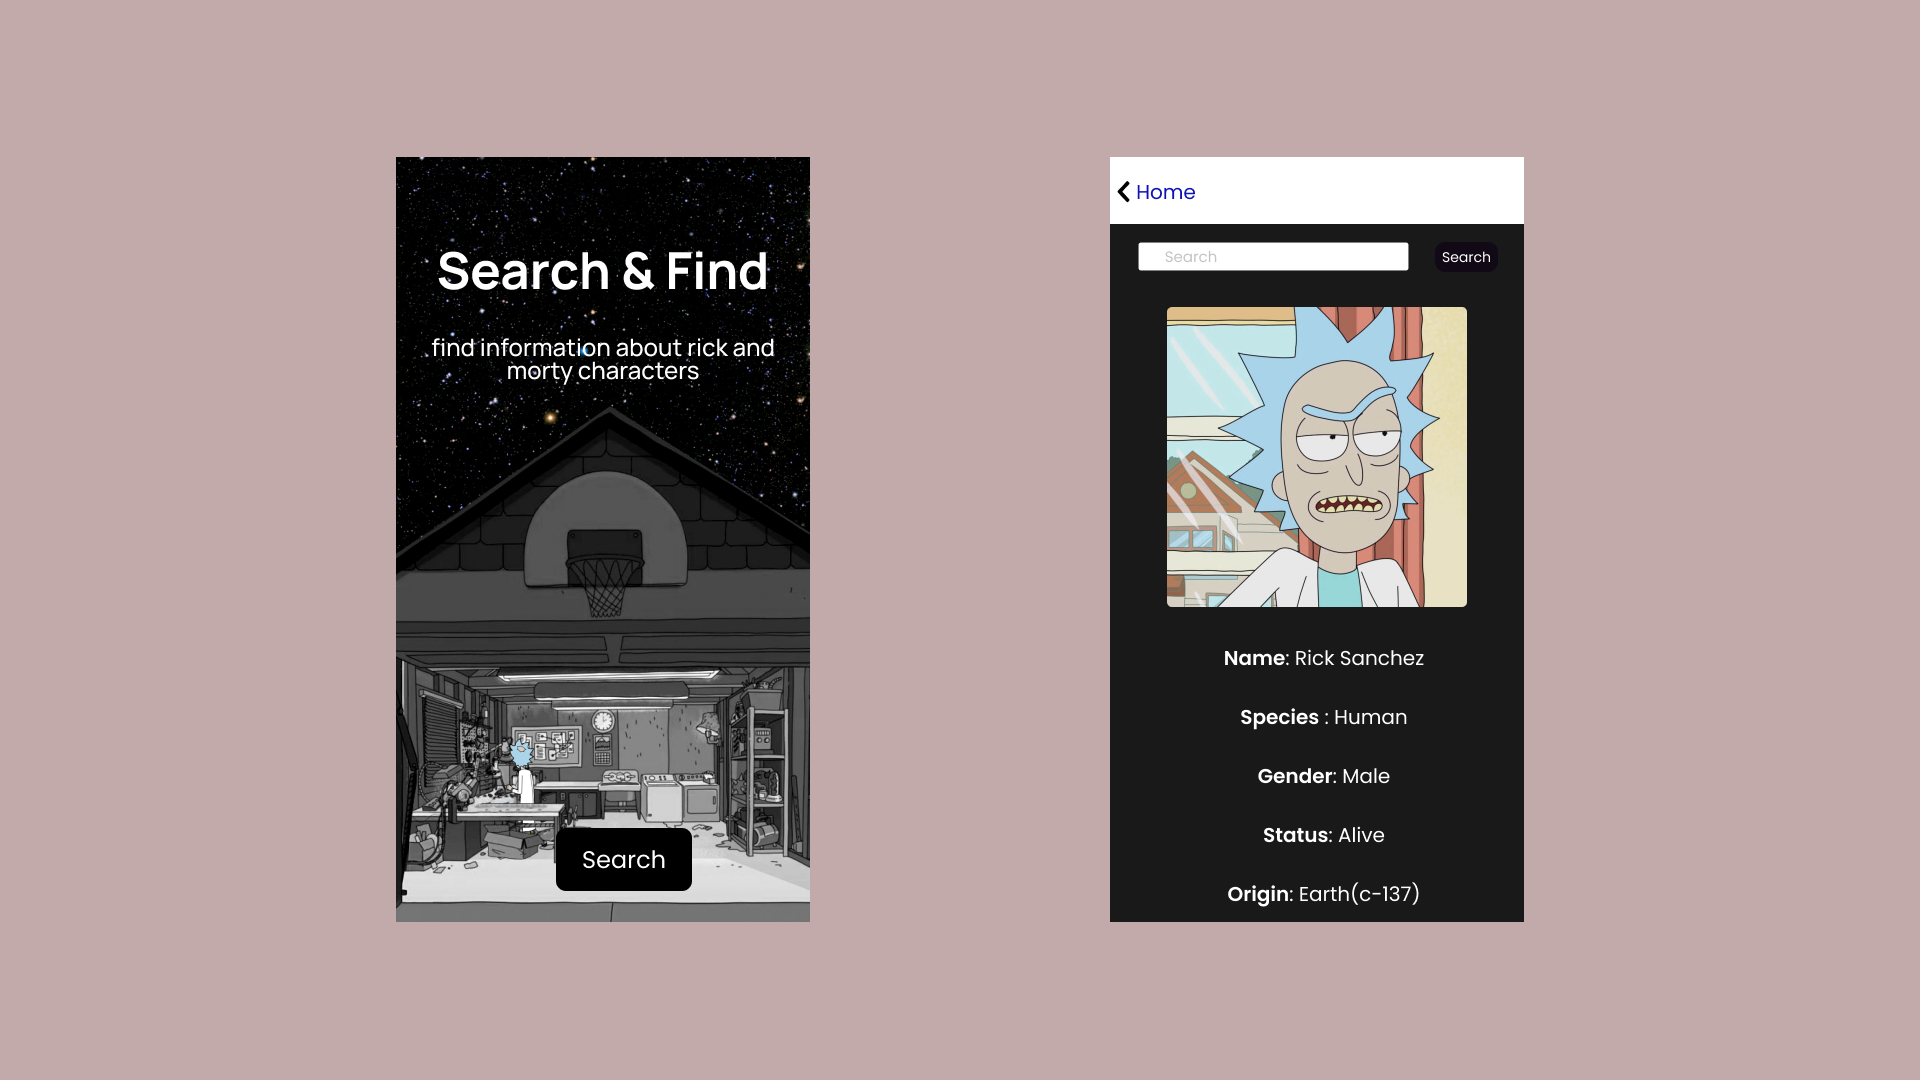 Search & Find
find information about rick and
morty characters
Search
Home
Search
Search
Name: Rick Sanchez
Species : Human
Gender: Male
Status: Alive
Origin: Earth(c-137)